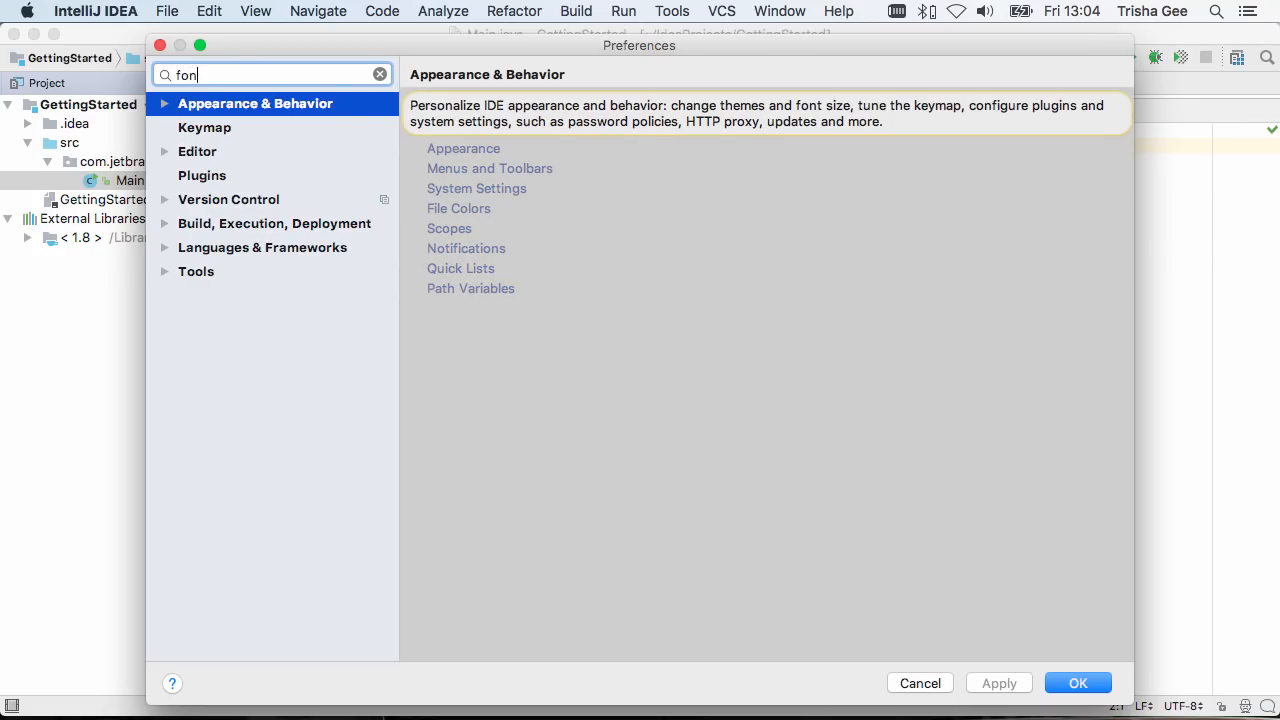 IntelliJ IDEA File Edit View Navigate Code Analyze Refactor Build Run Tools VCS Window Help Fri 13:04 Trisha Gee
Preferences
GettingStarted
Project
GettingStarted
.idea
src
com.jetbra
Main
GettingStarte
External Libraries
< 1.8 > /Libra
fon
Appearance & Behavior
Keymap
Editor
Plugins
Version Control
Build, Execution, Deployment
Languages & Frameworks
Tools
Appearance & Behavior
Personalize IDE appearance and behavior: change themes and font size, tune the keymap, configure plugins and
system settings, such as password policies, HTTP proxy, updates and more.
Appearance
Menus and Toolbars
System Settings
File Colors
Scopes
Notifications
Quick Lists
Path Variables
?
Cancel Apply OK
2:1 LF UTF-8